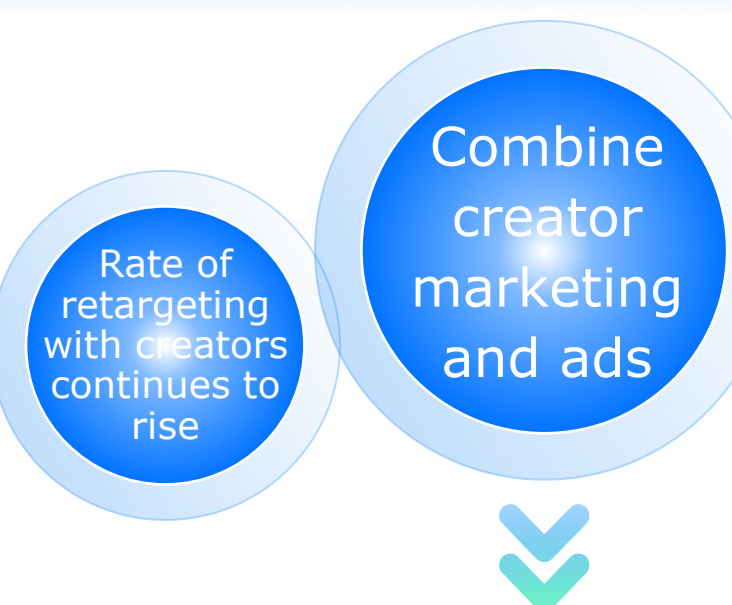 Rate of
retargeting
with creators
continues to
rise
Combine
creator
marketing
and ads